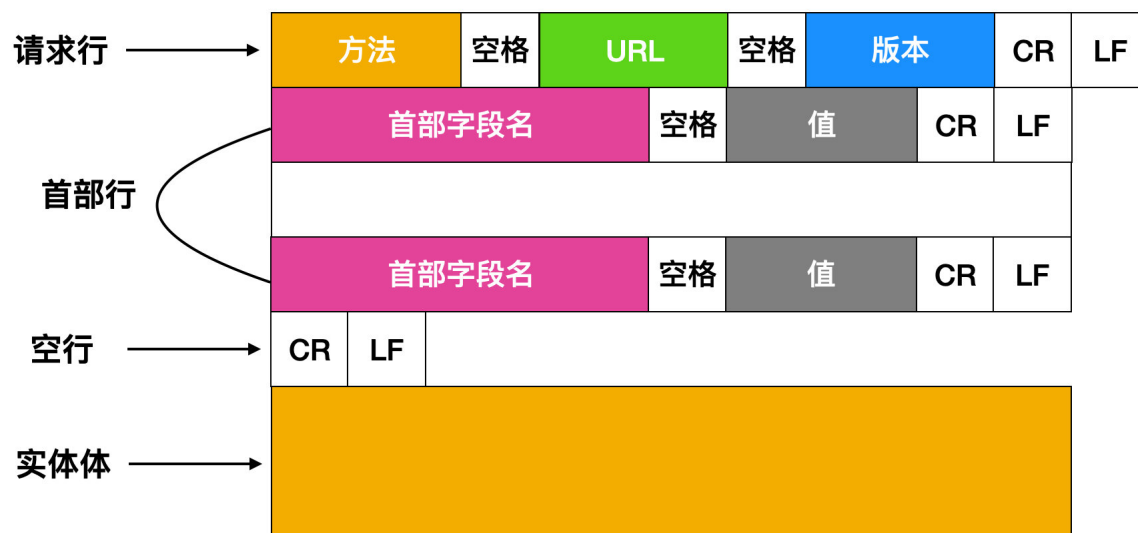 请求行 方法 空格 URL 空格 版本 CR LF
首部字段名 空格 值 CR LF
首部行
首部字段名 空格 值 CR LF
空行 CR LF
实体体